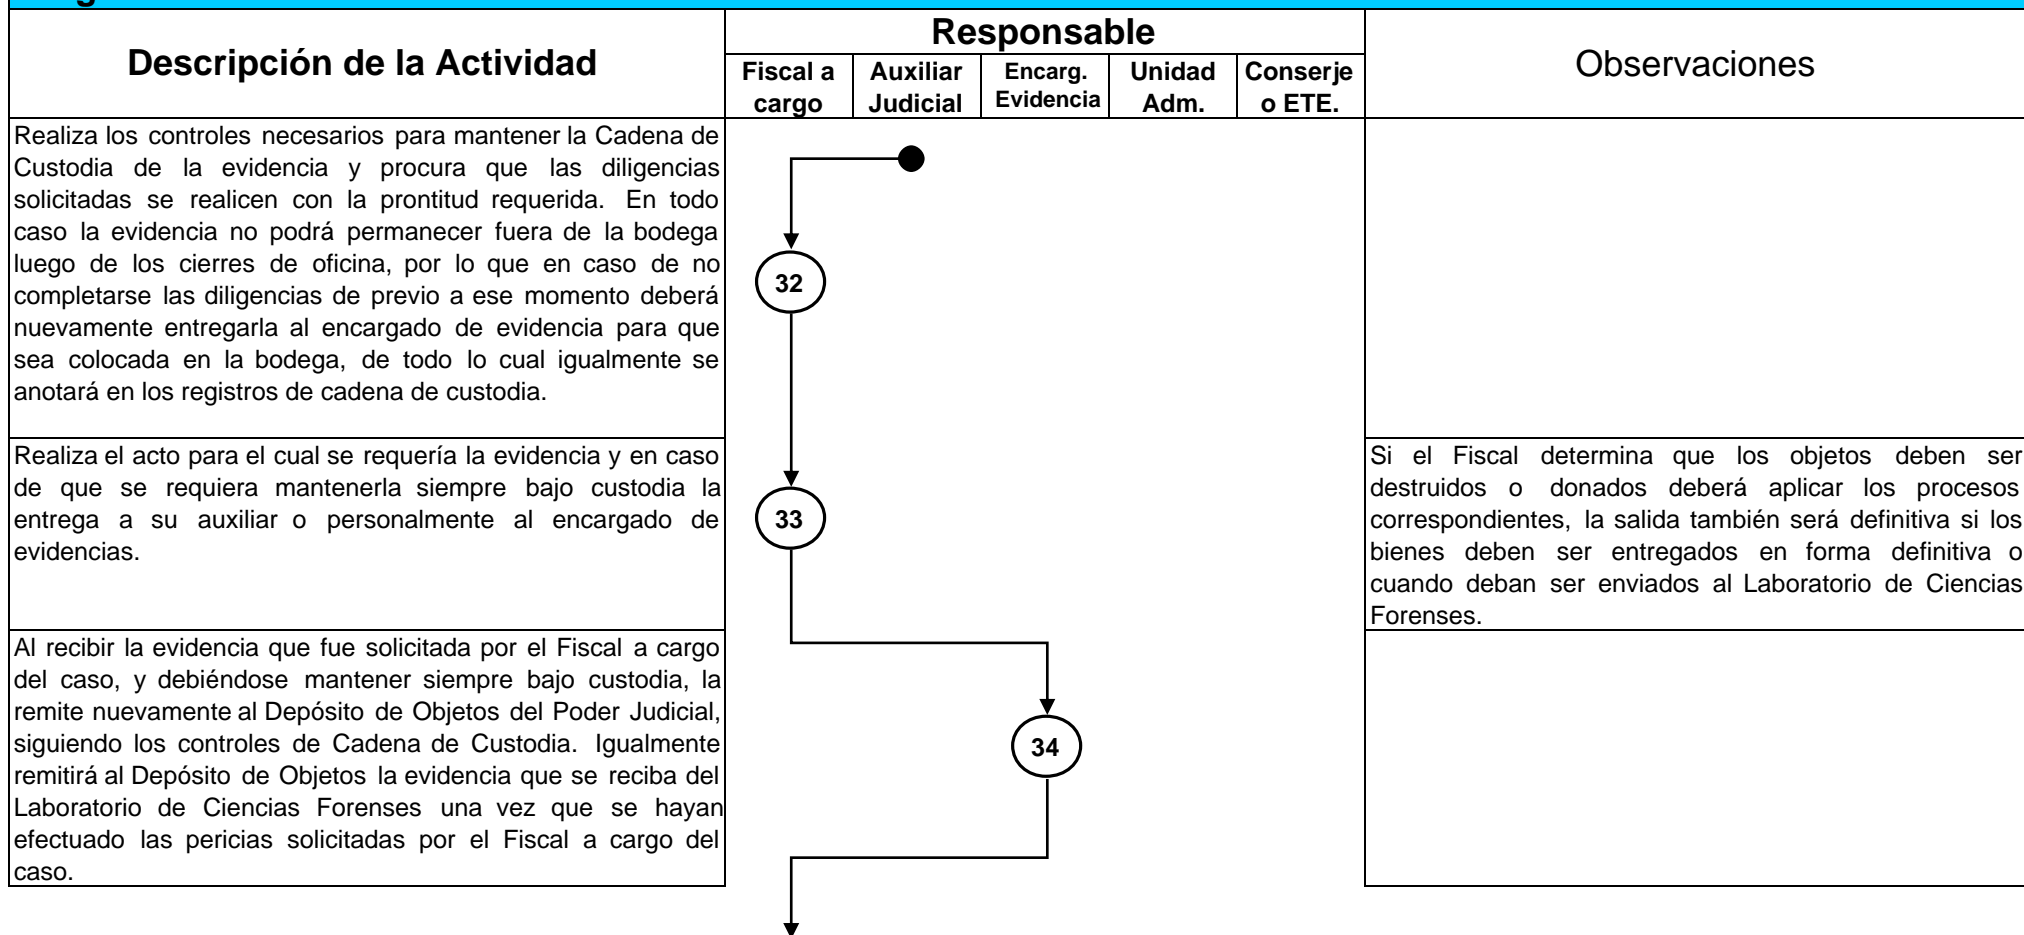 Descripción de la Actividad
Responsable
Observaciones
Fiscal a
cargo
Auxiliar
Judicial
Encarg.
Evidencia
Unidad
Adm.
Conserje
o ETE.
Realiza los controles necesarios para mantener la Cadena de
Custodia de la evidencia y procura que las diligencias
solicitadas se realicen con la prontitud requerida. En todo
caso la evidencia no podrá permanecer fuera de la bodega
luego de los cierres de oficina, por lo que en caso de no
completarse las diligencias de previo a ese momento deberá
nuevamente entregarla al encargado de evidencia para que
sea colocada en la bodega, de todo lo cual igualmente se
anotará en los registros de cadena de custodia.
32
Realiza el acto para el cual se requería la evidencia y en caso
de que se requiera mantenerla siempre bajo custodia la
entrega a su auxiliar o personalmente al encargado de
evidencias.
33
Si el Fiscal determina que los objetos deben ser
destruidos o donados deberá aplicar los procesos
correspondientes, la salida también será definitiva si los
bienes deben ser entregados en forma definitiva o
cuando deban ser enviados al Laboratorio de Ciencias
Forenses.
Al recibir la evidencia que fue solicitada por el Fiscal a cargo
del caso, y debiéndose mantener siempre bajo custodia, la
remite nuevamente al Depósito de Objetos del Poder Judicial,
siguiendo los controles de Cadena de Custodia. Igualmente
remitirá al Depósito de Objetos la evidencia que se reciba del
Laboratorio de Ciencias Forenses una vez que se hayan
efectuado las pericias solicitadas por el Fiscal a cargo del
caso.
34